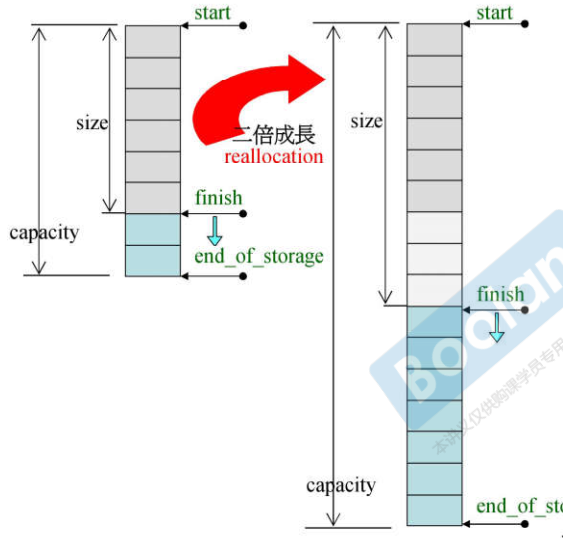 start
size
capacity
finish
end_of_storage
二倍成長
reallocation
start
size
finish
capacity
end_of_sto
Boolan
本讲义仅供购课学员专用